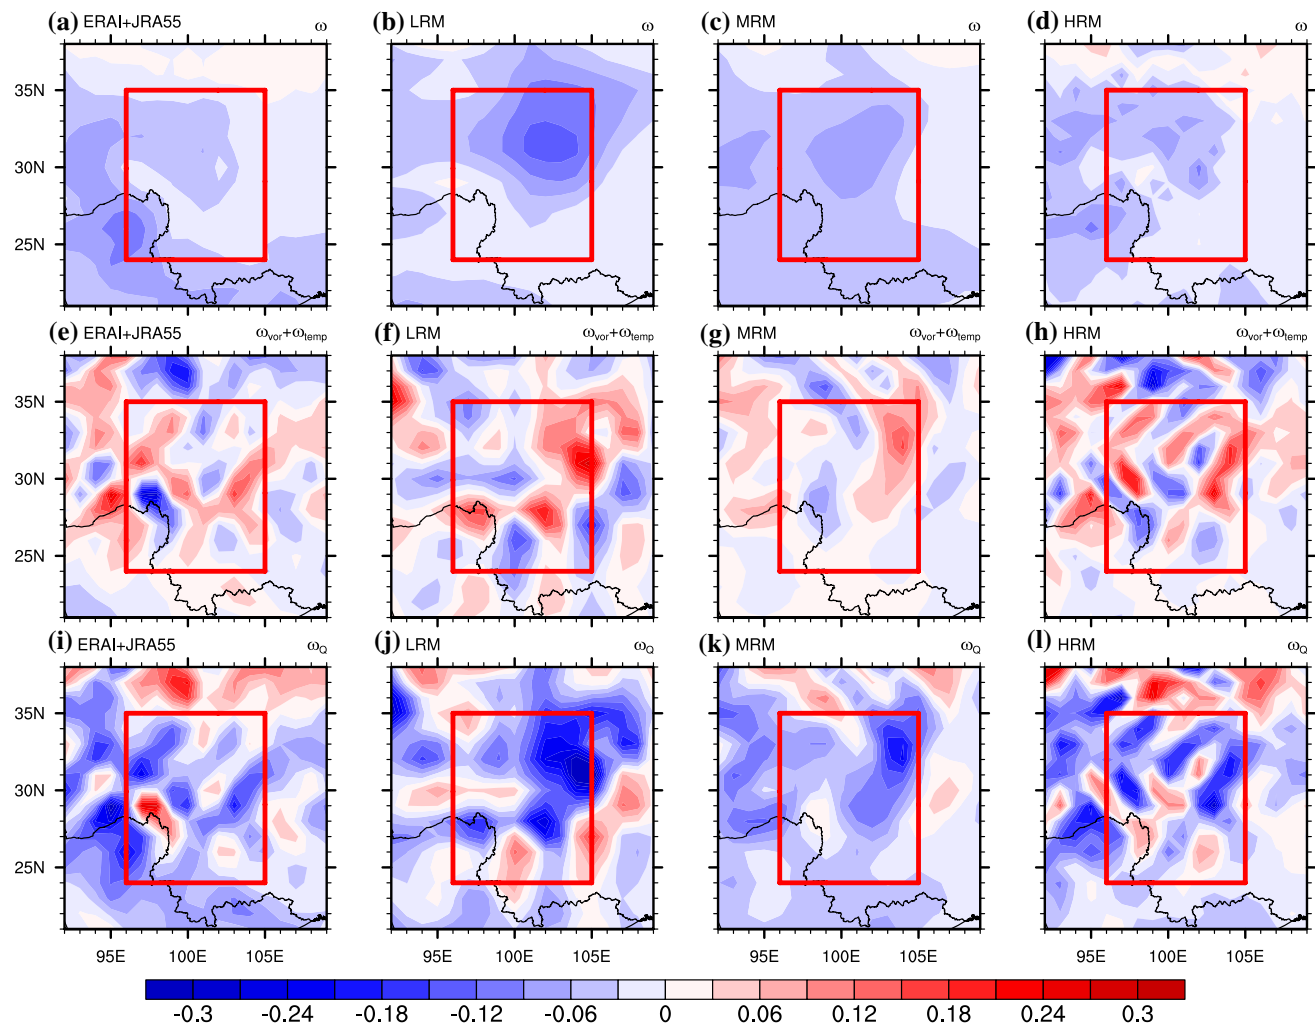 (a) ERAI+JRA55 ω (b) LRM ω (c) MRM ω (d) HRM ω
35N
30N
25N
(e) ERAI+JRA55 ωvor+ωtemp (f) LRM ωvor+ωtemp (g) MRM ωvor+ωtemp (h) HRM ωvor+ωtemp
35N
30N
25N
(i) ERAI+JRA55 ωQ (j) LRM ωQ (k) MRM ωQ (l) HRM ωQ
35N
30N
25N
95E 100E 105E 95E 100E 105E 95E 100E 105E 95E 100E 105E
-0.3 -0.24 -0.18 -0.12 -0.06 0 0.06 0.12 0.18 0.24 0.3